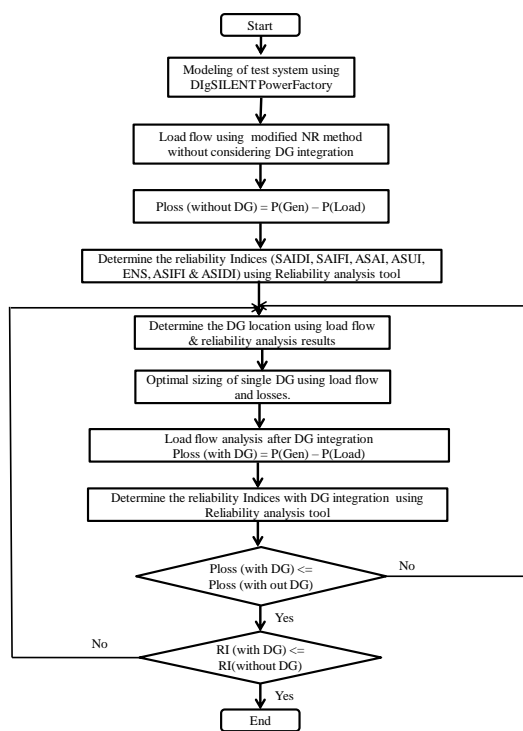 Start
Modeling of test system using
DIgSILENT PowerFactory
Load flow using modified NR method
without considering DG integration
Ploss (without DG) = P(Gen) – P(Load)
Determine the reliability Indices (SAIDI, SAIFI, ASAI, ASUI,
ENS, ASIFI & ASIDI) using Reliability analysis tool
Determine the DG location using load flow
& reliability analysis results
Optimal sizing of single DG using load flow
and losses.
Load flow analysis after DG integration
Ploss (with DG) = P(Gen) – P(Load)
Determine the reliability Indices with DG integration using
Reliability analysis tool
Ploss (with DG) <=
Ploss (with out DG)
No
Yes
No
RI (with DG) <=
RI(without DG)
Yes
End